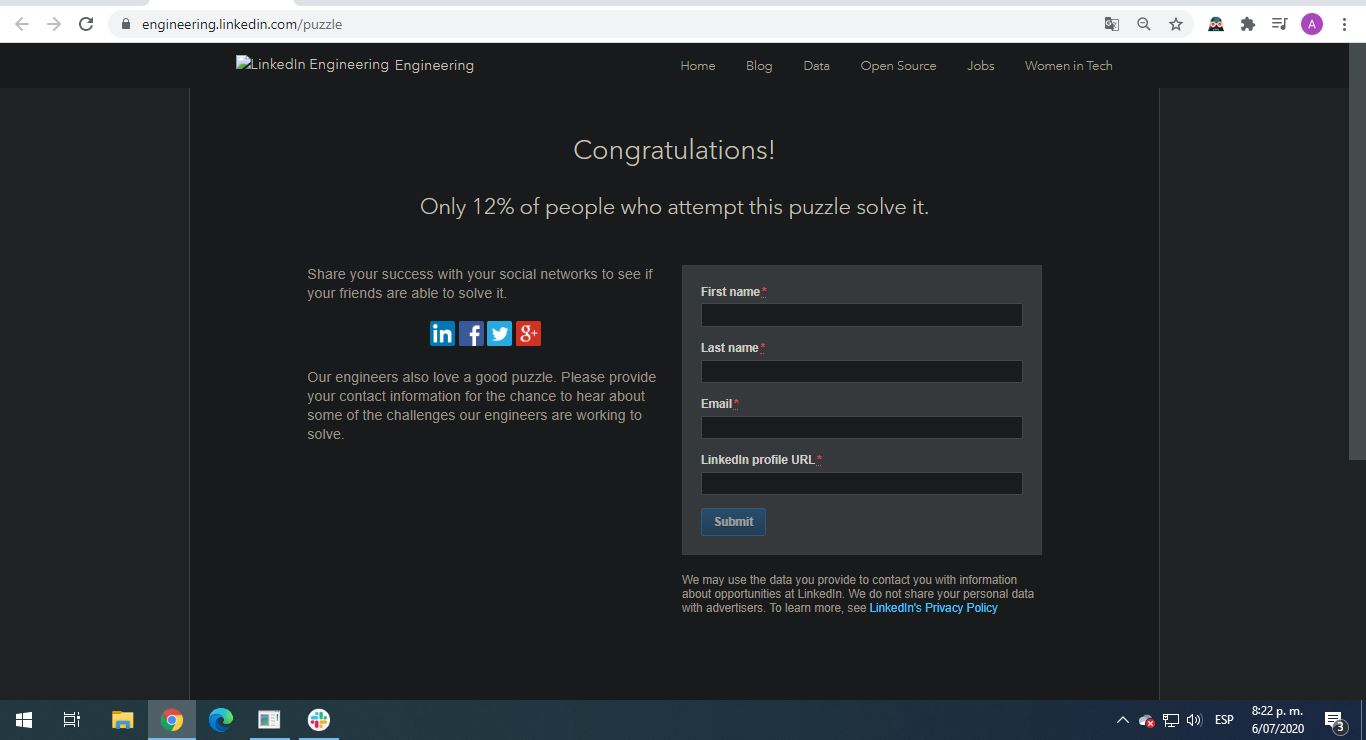 engineering.linkedin.com/puzzle
A
LinkedIn Engineering Engineering
Home Blog Data Open Source Jobs Women in Tech
Congratulations!
Only 12% of people who attempt this puzzle solve it.
Share your success with your social networks to see if
your friends are able to solve it.
in f g+
Our engineers also love a good puzzle. Please provide
your contact information for the chance to hear about
some of the challenges our engineers are working to
solve.
First name*
Last name*
Email*
LinkedIn profile URL*
Submit
We may use the data you provide to contact you with information
about opportunities at LinkedIn. We do not share your personal data
with advertisers. To learn more, see LinkedIn's Privacy Policy
ESP
8:22 p. m.
6/07/2020
3